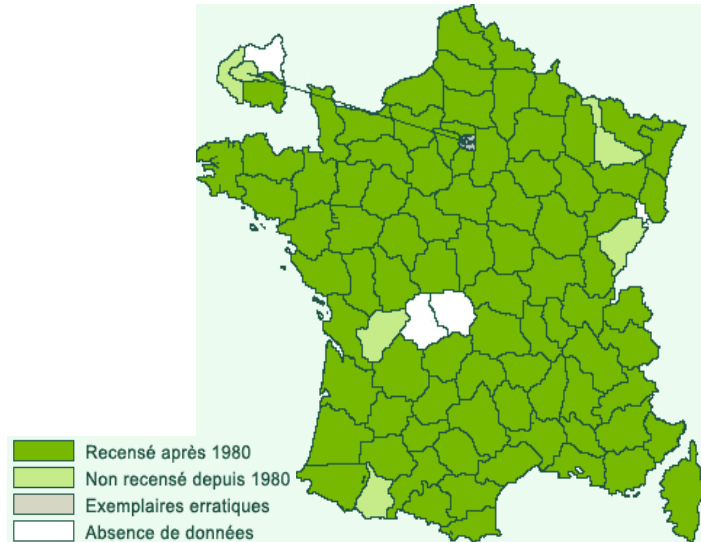 Recensé après 1980
Non recensé depuis 1980
Exemplaires erratiques
Absence de données